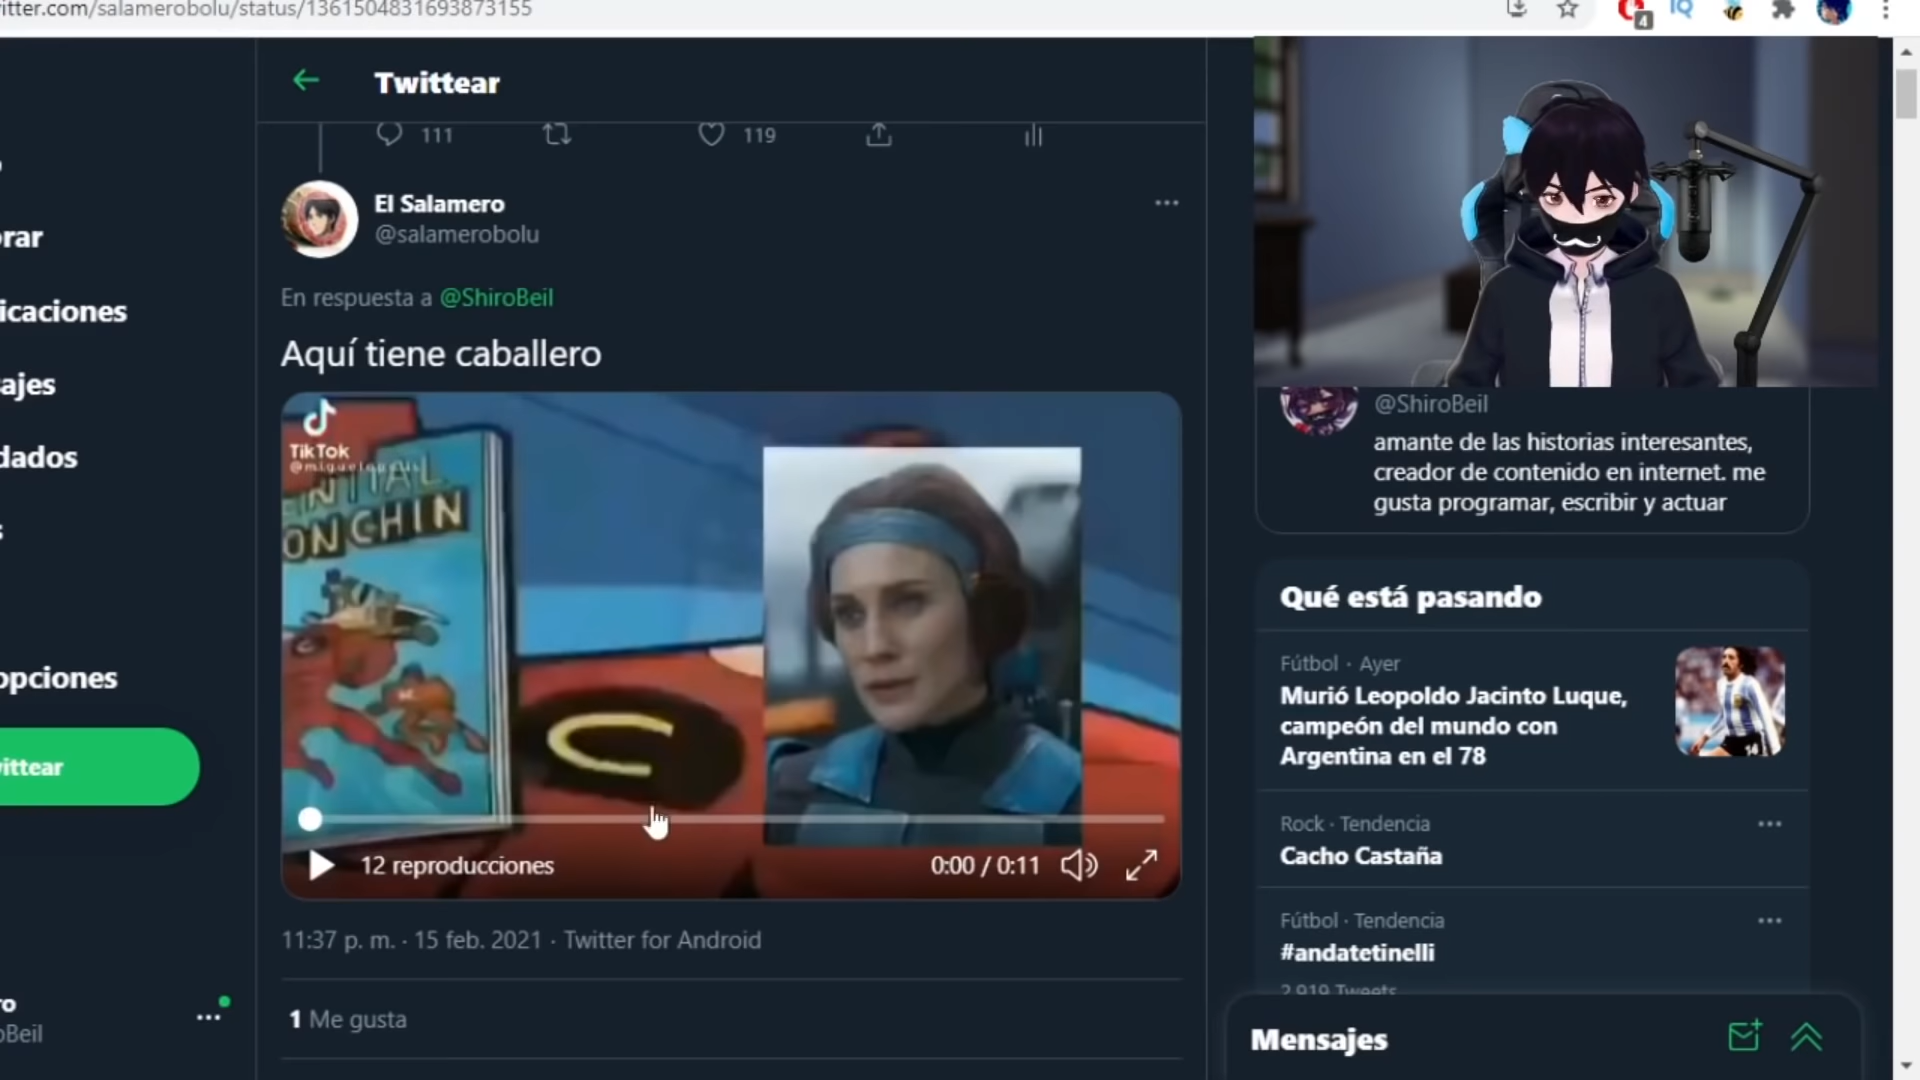 itter.com/salamerobolu/status/1361504831693873155
4
IQ
Twittear
111
119
orar
icaciones
ajes
dados
opciones
ittear
ro
oBeil
El Salamero
@salamerobolu
En respuesta a @ShiroBeil
Aquí tiene caballero
TikTok
ON CHIN
C
12 reproducciones
0:00 / 0:11
11:37 p. m. · 15 feb. 2021 · Twitter for Android
1 Me gusta
@ShiroBeil
amante de las historias interesantes,
creador de contenido en internet. me
gusta programar, escribir y actuar
Qué está pasando
Fútbol · Ayer
Murió Leopoldo Jacinto Luque,
campeón del mundo con
Argentina en el 78
14
Rock · Tendencia
Cacho Castaña
Fútbol · Tendencia
#andatetinelli
2.919 Tweets
Mensajes